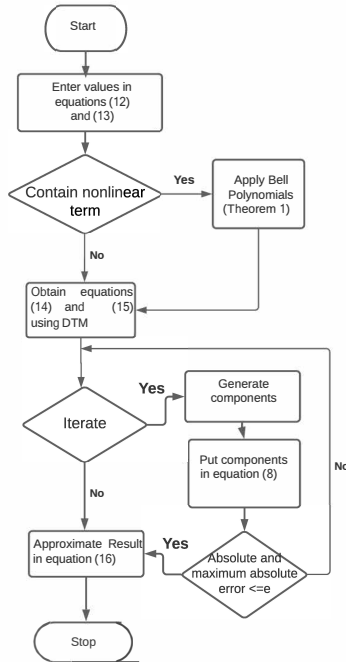 Start
Enter values in
equations (12)
and (13)
Contain nonlinear
term
Yes
Apply Bell
Polynomials
(Theorem 1)
No
Obtain equations
(14) and (15)
using DTM
Iterate
Yes
Generate
components
Put components
in equation (8)
No
No
Approximate Result
in equation (16)
Yes
Absolute and
maximum absolute
error <=e
Stop